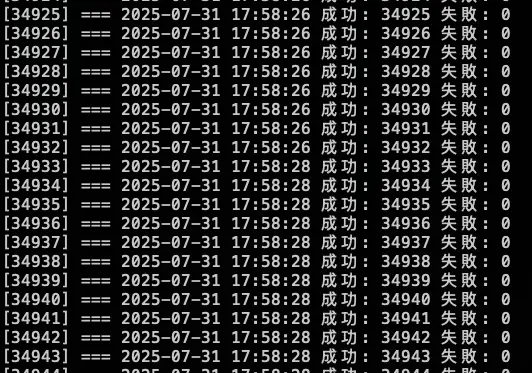 [34925] === 2025-07-31 17:58:26 成功: 34925 失敗: 0
[34926] === 2025-07-31 17:58:26 成功: 34926 失敗: 0
[34927] === 2025-07-31 17:58:26 成功: 34927 失敗: 0
[34928] === 2025-07-31 17:58:26 成功: 34928 失敗: 0
[34929] === 2025-07-31 17:58:26 成功: 34929 失敗: 0
[34930] === 2025-07-31 17:58:26 成功: 34930 失敗: 0
[34931] === 2025-07-31 17:58:26 成功: 34931 失敗: 0
[34932] === 2025-07-31 17:58:26 成功: 34932 失敗: 0
[34933] === 2025-07-31 17:58:28 成功: 34933 失敗: 0
[34934] === 2025-07-31 17:58:28 成功: 34934 失敗: 0
[34935] === 2025-07-31 17:58:28 成功: 34935 失敗: 0
[34936] === 2025-07-31 17:58:28 成功: 34936 失敗: 0
[34937] === 2025-07-31 17:58:28 成功: 34937 失敗: 0
[34938] === 2025-07-31 17:58:28 成功: 34938 失敗: 0
[34939] === 2025-07-31 17:58:28 成功: 34939 失敗: 0
[34940] === 2025-07-31 17:58:28 成功: 34940 失敗: 0
[34941] === 2025-07-31 17:58:28 成功: 34941 失敗: 0
[34942] === 2025-07-31 17:58:28 成功: 34942 失敗: 0
[34943] === 2025-07-31 17:58:28 成功: 34943 失敗: 0